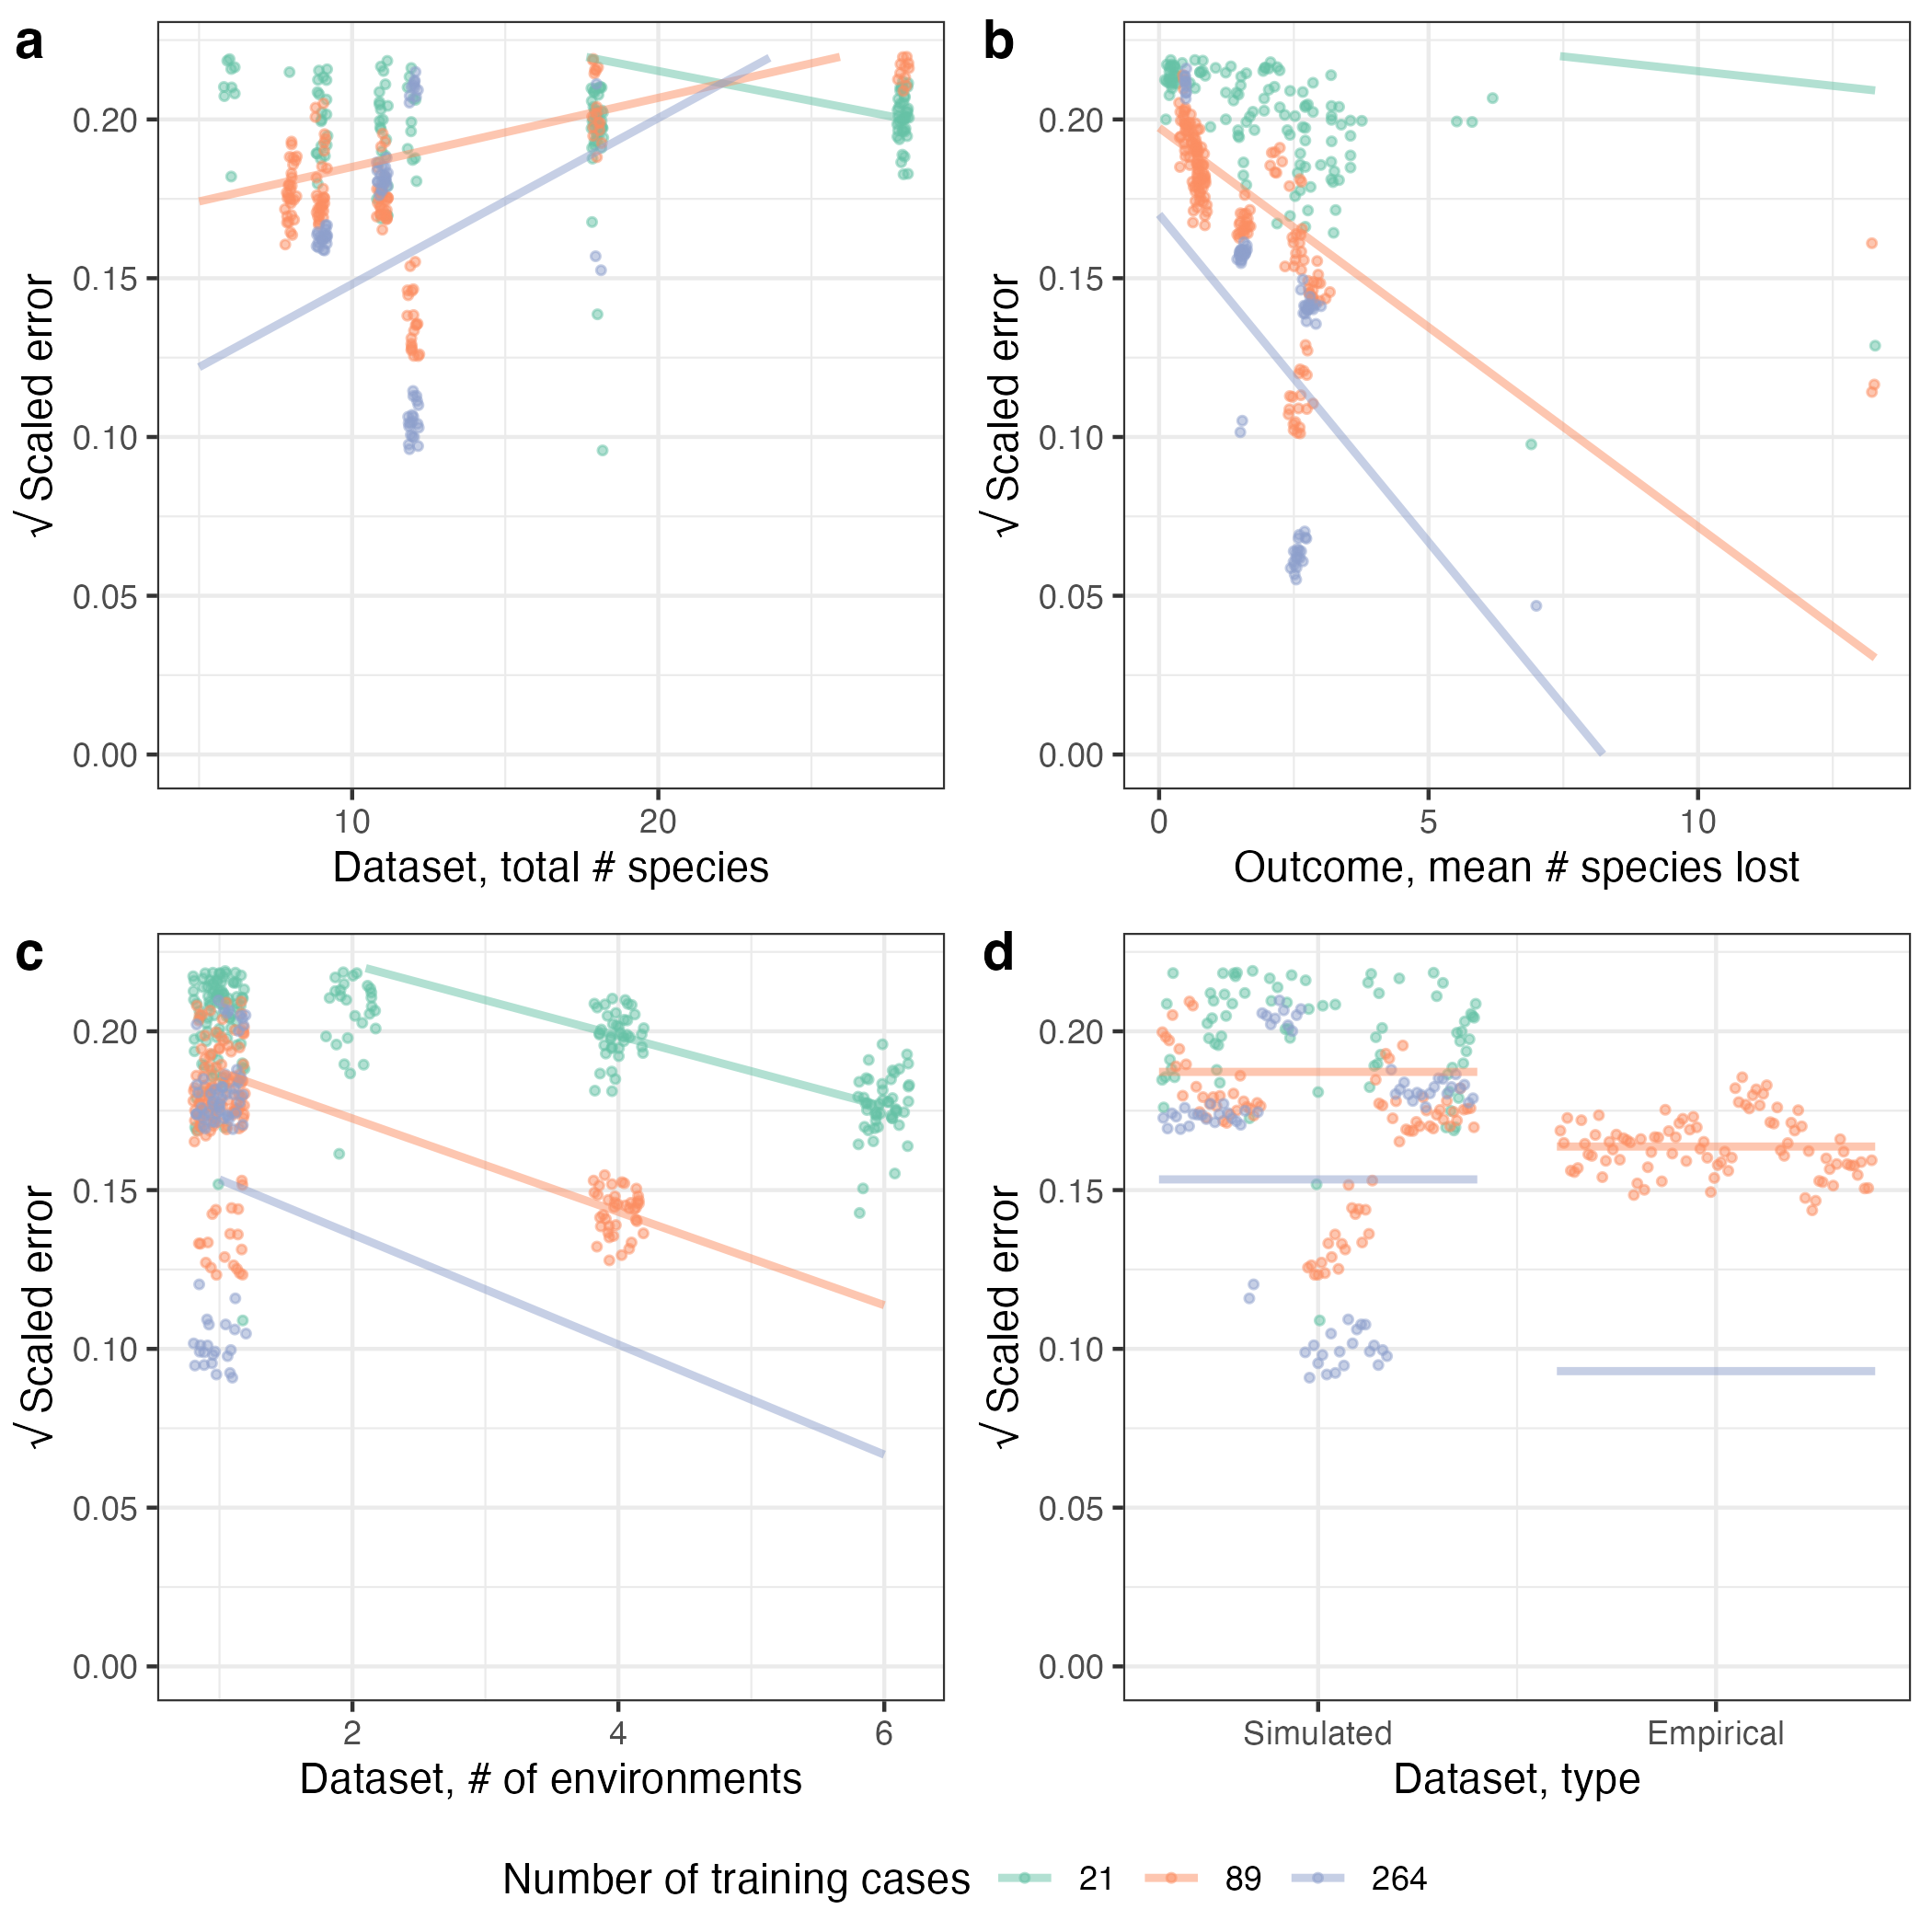 a
b
0.20
0.15
0.10
0.05
0.00
√ Scaled error
10
20
Dataset, total # species
0.20
0.15
0.10
0.05
0.00
√ Scaled error
0
5
10
Outcome, mean # species lost
c
d
0.20
0.15
0.10
0.05
0.00
√ Scaled error
2
4
6
Dataset, # of environments
0.20
0.15
0.10
0.05
0.00
√ Scaled error
Simulated
Empirical
Dataset, type
Number of training cases 21 89 264